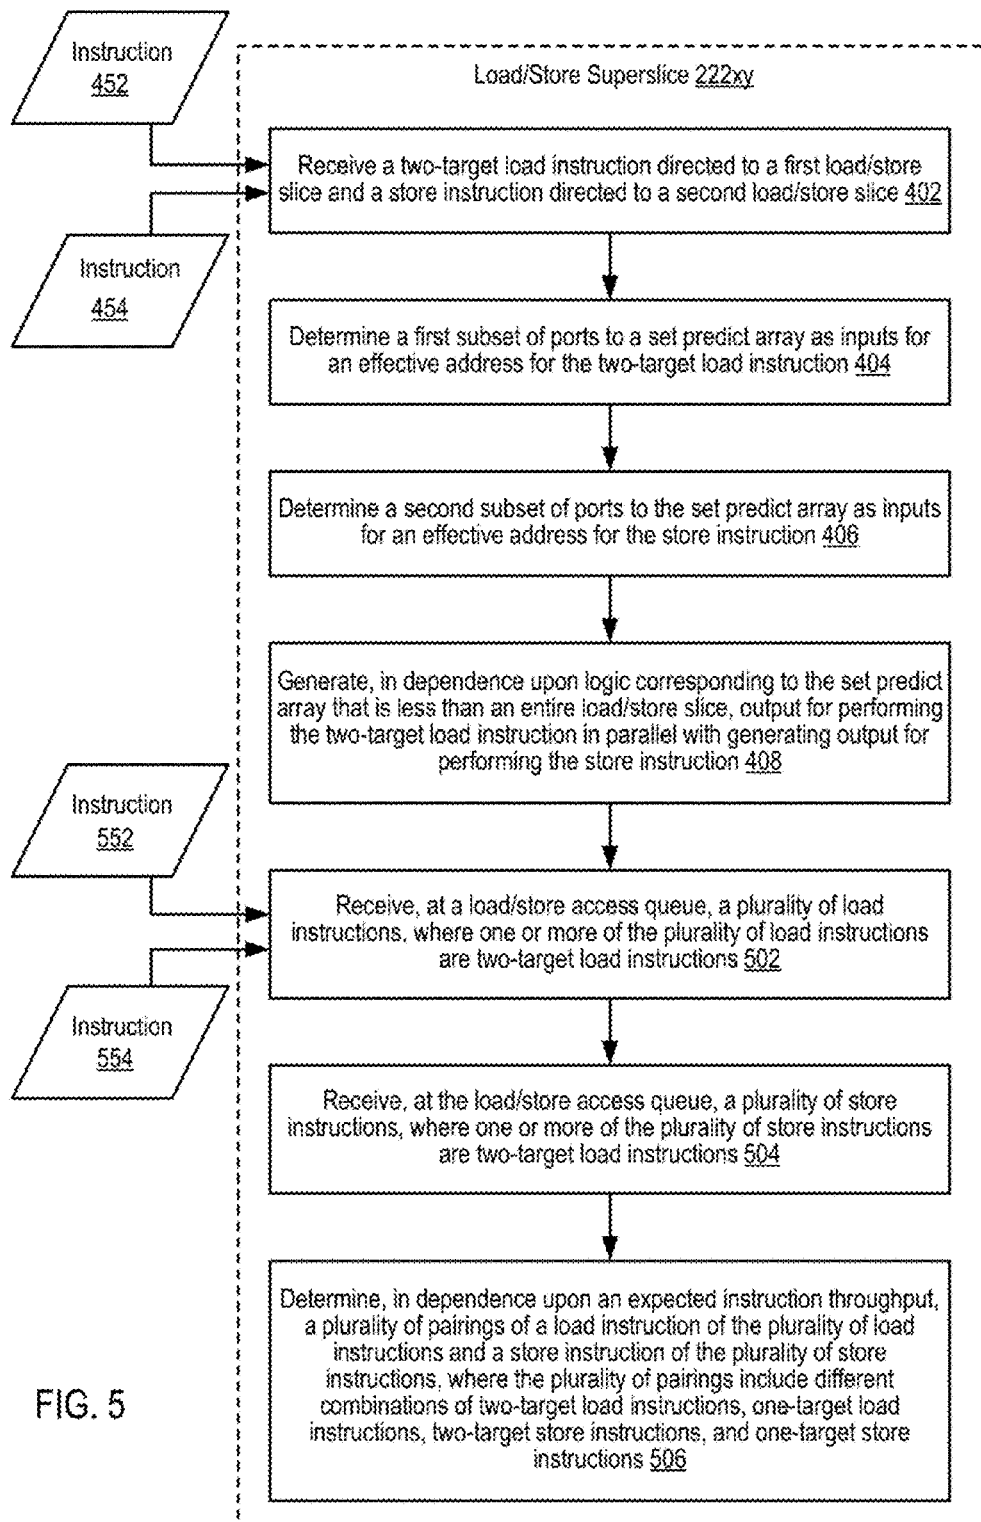 Instruction
452
Load/Store Superslice 222xy
Receive a two-target load instruction directed to a first load/store
slice and a store instruction directed to a second load/store slice 402
Instruction
454
Determine a first subset of ports to a set predict array as inputs for
an effective address for the two-target load instruction 404
Determine a second subset of ports to the set predict array as inputs
for an effective address for the store instruction 406
Generate, in dependence upon logic corresponding to the set predict
array that is less than an entire load/store slice, output for performing
the two-target load instruction in parallel with generating output for
performing the store instruction 408
Instruction
552
Receive, at a load/store access queue, a plurality of load
instructions, where one or more of the plurality of load instructions
are two-target load instructions 502
Instruction
554
Receive, at the load/store access queue, a plurality of store
instructions, where one or more of the plurality of store instructions
are two-target load instructions 504
Determine, in dependence upon an expected instruction throughput,
a plurality of pairings of a load instruction of the plurality of load
instructions and a store instruction of the plurality of store
instructions, where the plurality of pairings include different
combinations of two-target load instructions, one-target load
instructions, two-target store instructions, and one-target store
instructions 506
FIG. 5